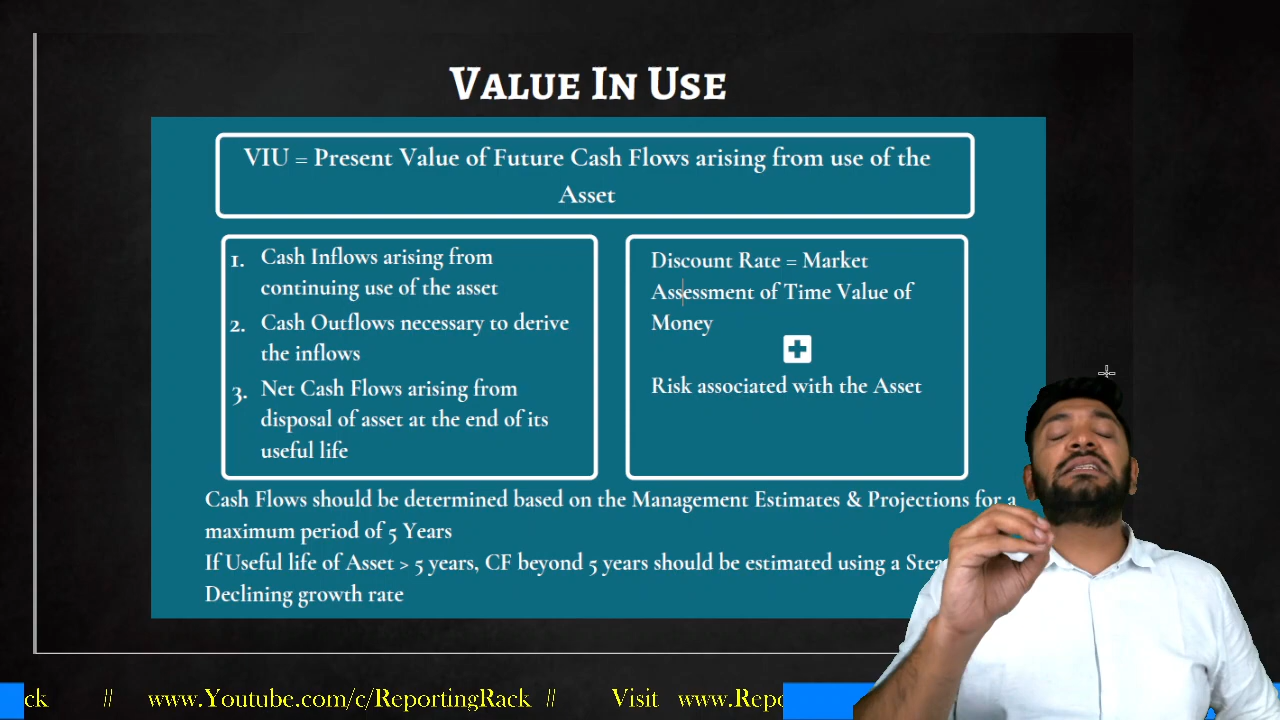 VALUE IN USE
VIU = Present Value of Future Cash Flows arising from use of the
Asset
1. Cash Inflows arising from
continuing use of the asset
2. Cash Outflows necessary to derive
the inflows
3. Net Cash Flows arising from
disposal of asset at the end of its
useful life
Discount Rate = Market
Assessment of Time Value of
Money
Risk associated with the Asset
Cash Flows should be determined based on the Management Estimates & Projections for a
maximum period of 5 Years
If Useful life of Asset > 5 years, CF beyond 5 years should be estimated using a
Declining growth rate
ck // www.Youtube.com/c/ReportingRack // Visit www.Repo